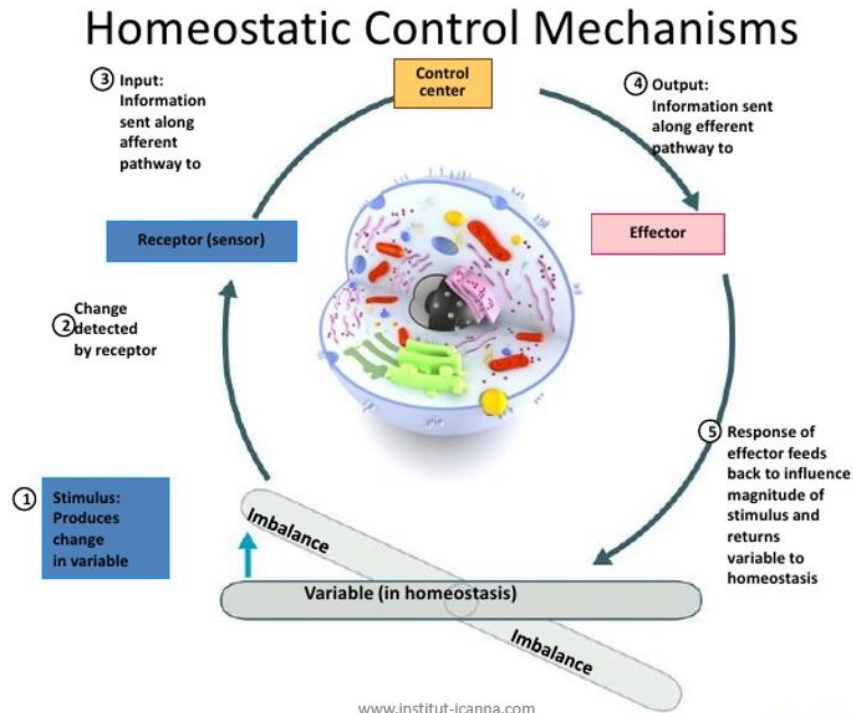 Homeostatic Control Mechanisms
3 Input:
Information
sent along
afferent
pathway to
Control
center
4 Output:
Information sent
along efferent
pathway to
Receptor (sensor)
Effector
2 Change
detected
by receptor
1 Stimulus:
Produces
change
in variable
Imbalance
Variable (in homeostasis)
Imbalance
5 Response of
effector feeds
back to influence
magnitude of
stimulus and
returns
variable to
homeostasis
www.institut-icanna.com